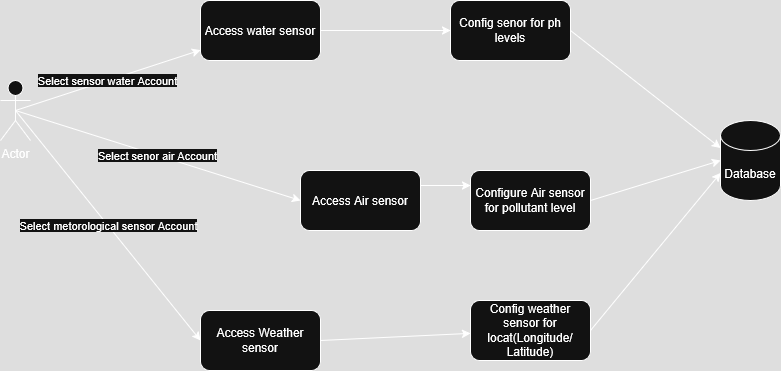 Access water sensor
Config senor for ph
levels
Select sensor water Account
Actor
Select senor air Account
Access Air sensor
Configure Air sensor
for pollutant level
Database
Select metorological sensor Account
Access Weather
sensor
Config weather
sensor for
locat(Longitude/
Latitude)